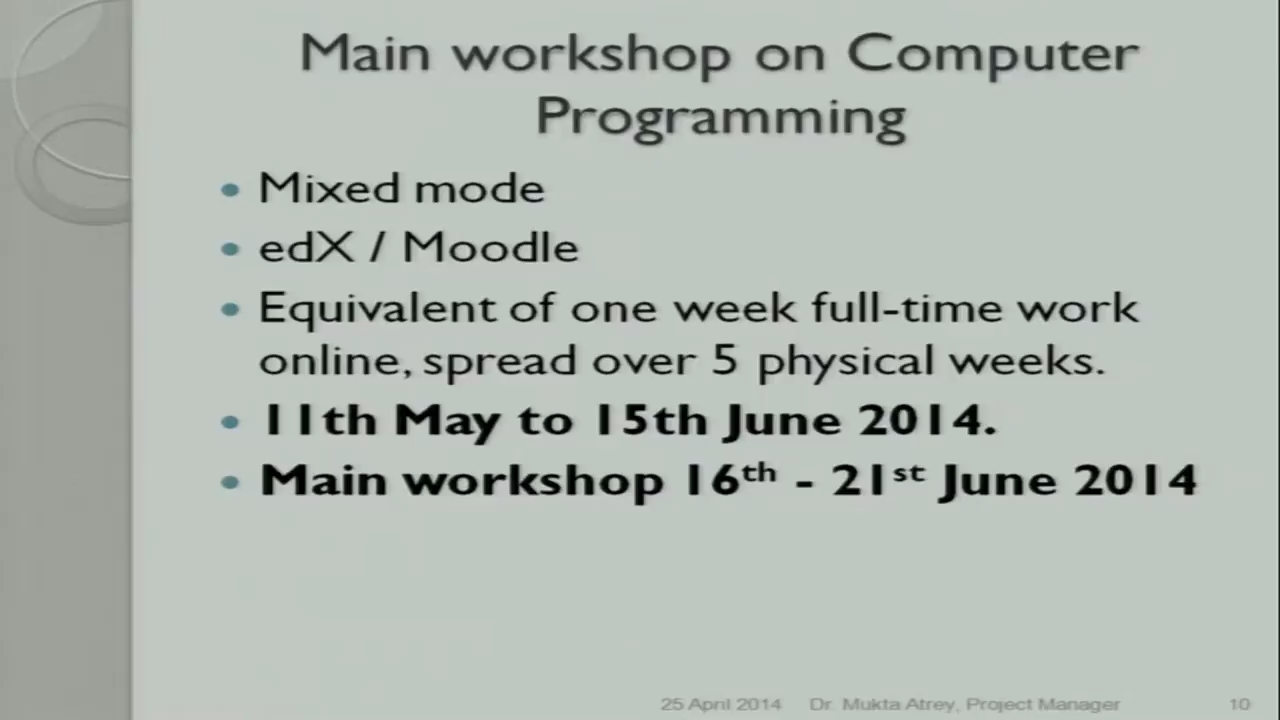 Main workshop on Computer
Programming
• Mixed mode
• edX / Moodle
• Equivalent of one week full-time work
online, spread over 5 physical weeks.
• 11th May to 15th June 2014.
• Main workshop 16th - 21st June 2014
25 April 2014 Dr. Mukta Atrey, Project Manager 10